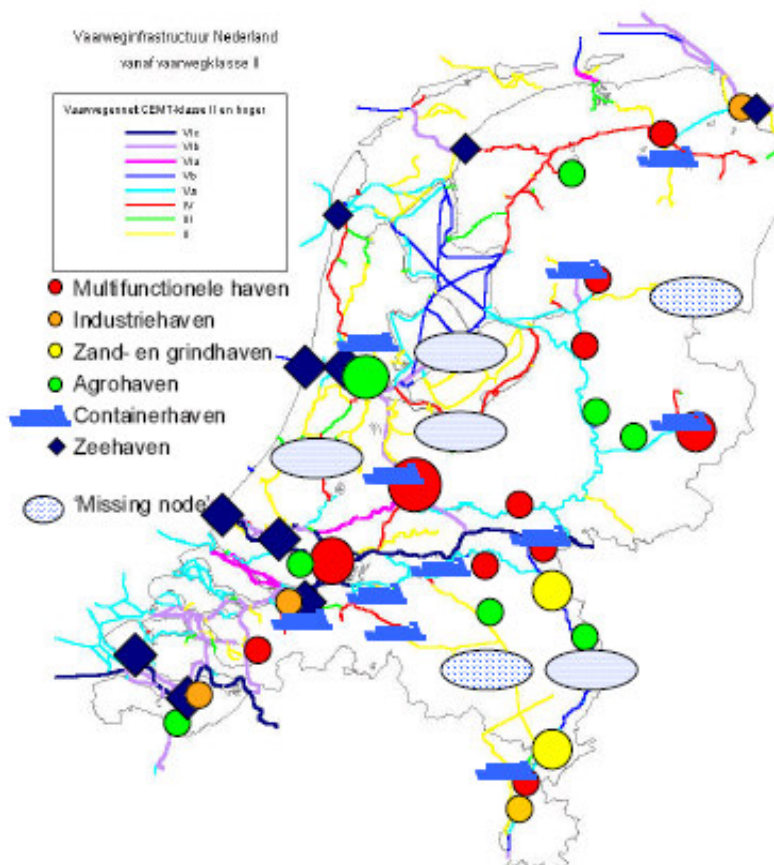 Vaarweginfrastructuur Nederland
vanaf vaarwegklasse II
Vaarwegennet CEMT-klasse II en hoger
VIc
VIb
VIa
Vb
Va
IV
III
II
Multifunctionele haven
Industriehaven
Zand- en grindhaven
Agrohaven
Containerhaven
Zeehaven
'Missing node'